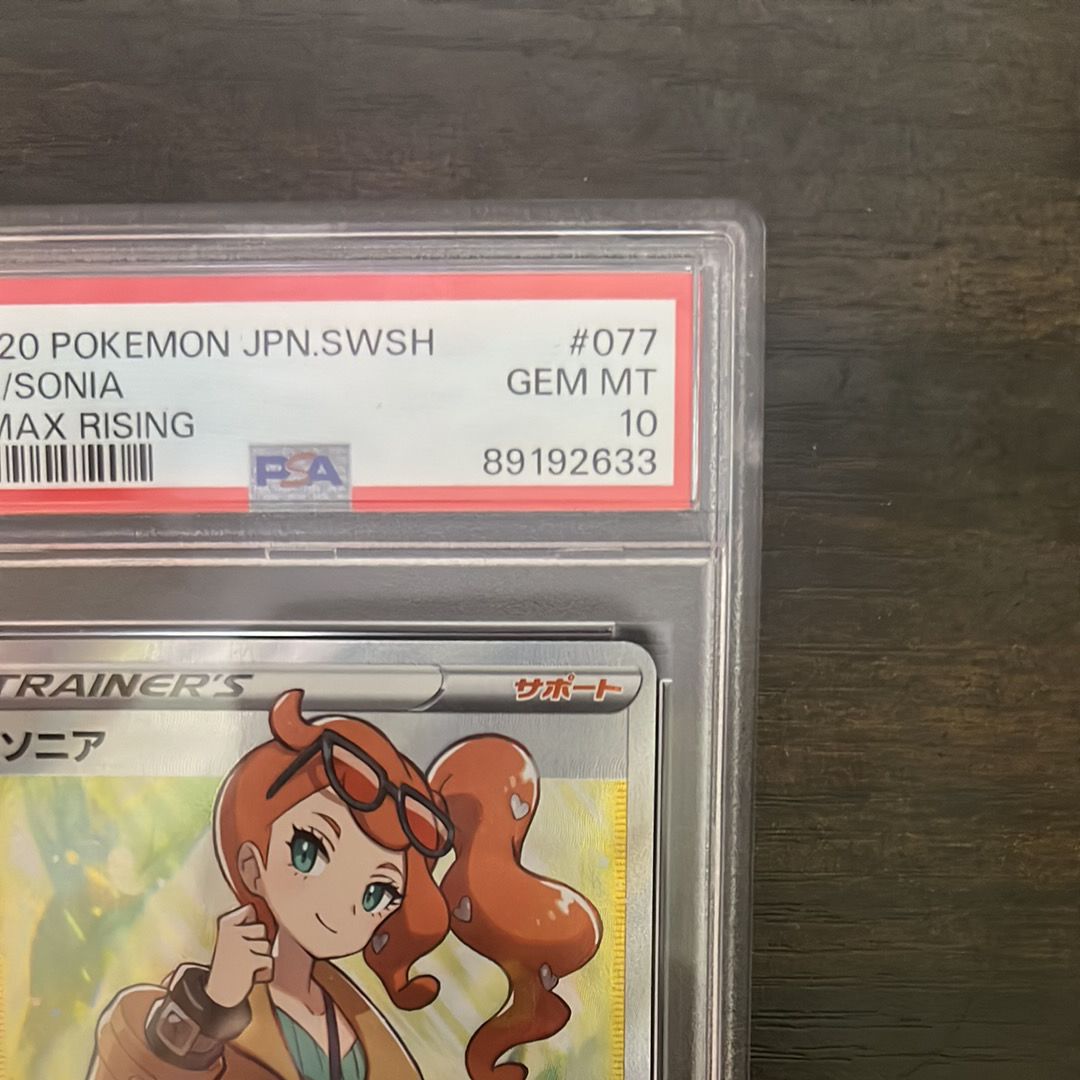 20 POKEMON JPN.SWSH #077
/SONIA GEM MT
MAX RISING 10
PSA 89192633
TRAINER'S サポート
ソニア